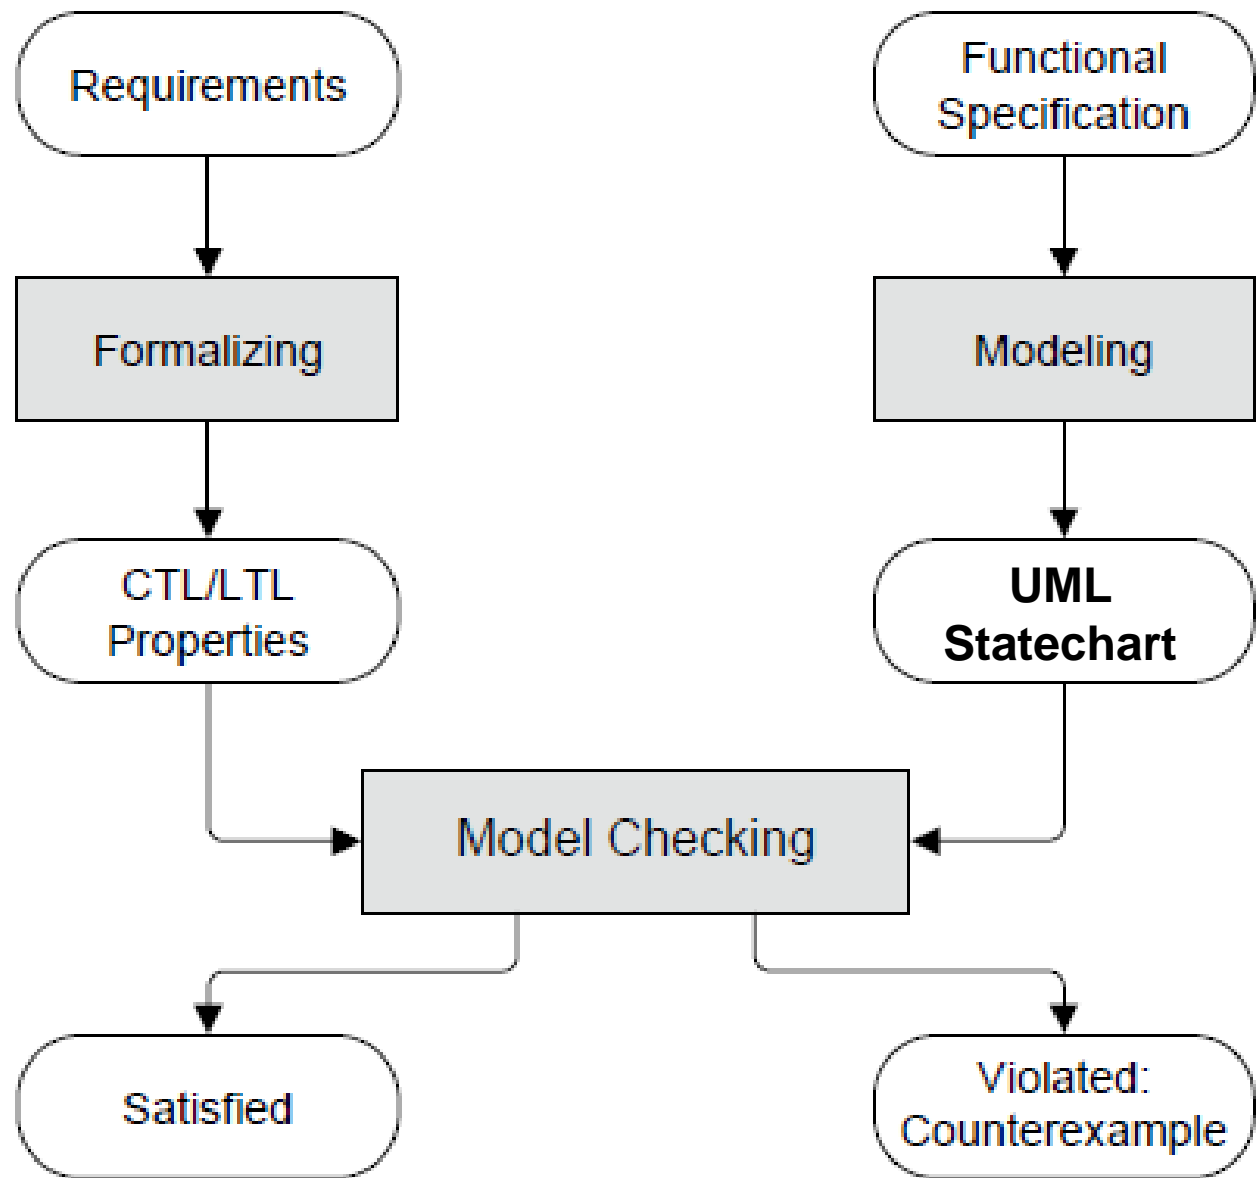 Requirements
Functional
Specification
Formalizing
Modeling
CTL/LTL
Properties
UML
Statechart
Model Checking
Satisfied
Violated:
Counterexample